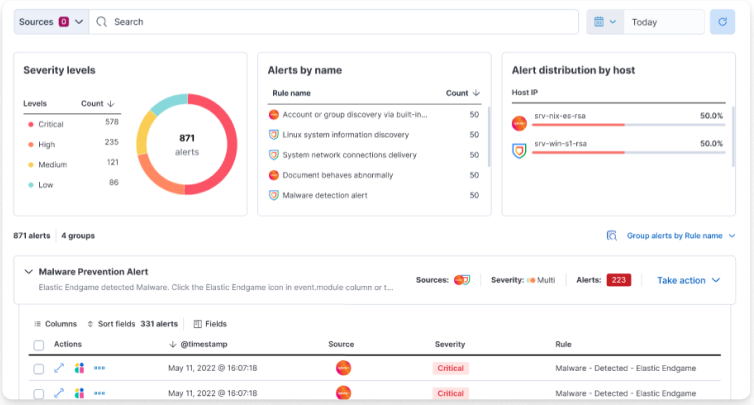 Sources 0 Search Today
Severity levels
Levels Count
Critical 578
High 235
Medium 121
Low 86
871
alerts
Alerts by name
Rule name Count
Account or group discovery via built-in... 50
Linux system information discovery 50
System network connections delivery 50
Document behaves abnormally 50
Malware detection alert 50
Alert distribution by host
Host IP
srv-nix-es-rsa 50.0%
srv-win-s1-rsa 50.0%
871 alerts 4 groups Group alerts by Rule name
Malware Prevention Alert Sources: Severity: Multi Alerts: 223 Take action
Elastic Endgame detected Malware. Click the Elastic Endgame icon in event.module column or t...
Columns Sort fields 331 alerts Fields
Actions @timestamp Source Severity Rule
May 11, 2022 @ 16:07:18 Critical Malware - Detected - Elastic Endgame
May 11, 2022 @ 16:07:18 Critical Malware - Detected - Elastic Endgame